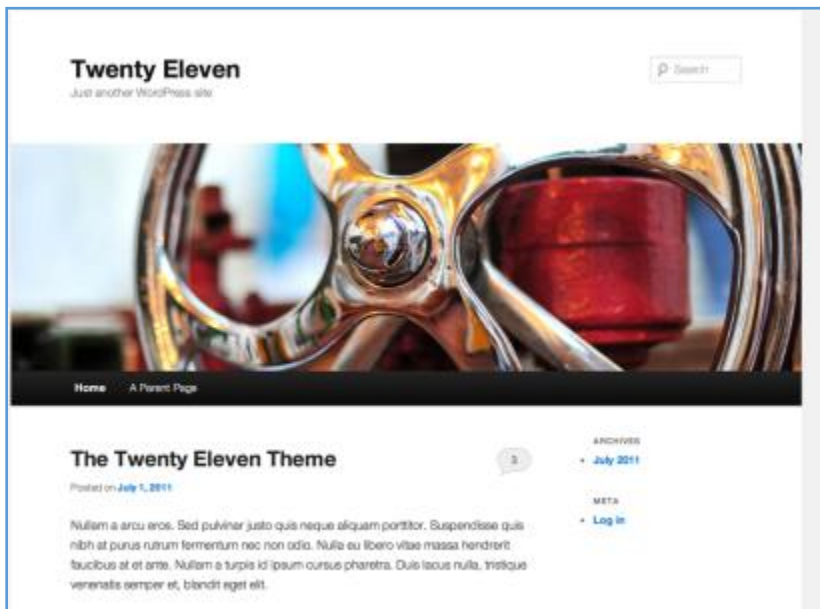 Twenty Eleven
Just another WordPress site
Search
Home A Parent Page
The Twenty Eleven Theme
3
Posted on July 1, 2011
Nullam a arcu eros. Sed pulvinar justo quis neque aliquam porttitor. Suspendisse quis
nibh at purus rutrum fermentum nec non odio. Nulla eu libero vitae massa hendrerit
faucibus at et ante. Nullam a turpis id ipsum cursus pharetra. Duis lacus nulla, tristique
venenatis semper et, blandit eget elit.
ARCHIVES
• July 2011
META
• Log in